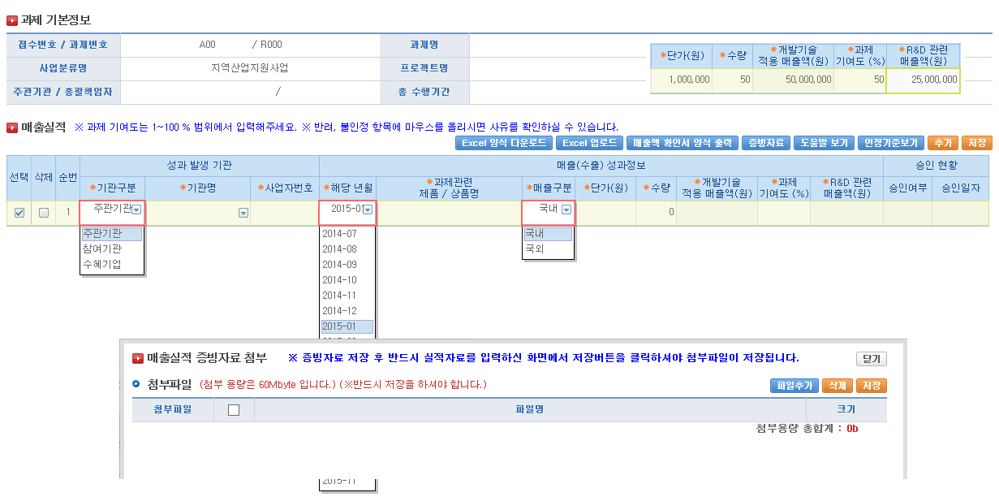 과제 기본정보
접수번호 / 과제번호 A00 / R000 과제명
사업분류명 지역산업지원사업 프로젝트명
주관기관 / 총괄책임자 / 총 수행기간
*단가(원) *수량 *개발기술 적용 매출액(원) *과제 기여도 (%) *R&D 관련 매출액(원)
1,000,000 50 50,000,000 50 25,000,000
매출실적 ※ 과제 기여도는 1~100 % 범위에서 입력해주세요. ※ 반려, 불인정 항목에 마우스를 올리시면 사유를 확인하실 수 있습니다.
Excel 양식 다운로드 Excel 업로드 매출액 확인서 양식 출력 증빙자료 도움말 보기 인정기준보기 추가 저장
선택 삭제 순번 성과 발생 기관 매출(수출) 성과정보 승인 현황
*기관구분 *기관명 *사업자번호 *해당 년월 *과제관련 제품 / 상품명 *매출구분 *단가(원) *수량 *개발기술 적용 매출액(원) *과제 기여도 (%) *R&D 관련 매출액(원) 승인여부 승인일자
1 주관기관 2015-01 국내 0
주관기관
참여기관
수혜기업
2014-07
2014-08
2014-09
2014-10
2014-11
2014-12
2015-01
국내
국외
매출실적 증빙자료 첨부 ※ 증빙자료 저장 후 반드시 실적자료를 입력하신 화면에서 저장버튼을 클릭하셔야 첨부파일이 저장됩니다. 닫기
첨부파일 (첨부 용량은 60Mbyte 입니다.) (※반드시 저장을 하셔야 합니다.) 파일추가 삭제 저장
첨부파일 파일명 크기
첨부용량 총합계 : 0b
2015-11